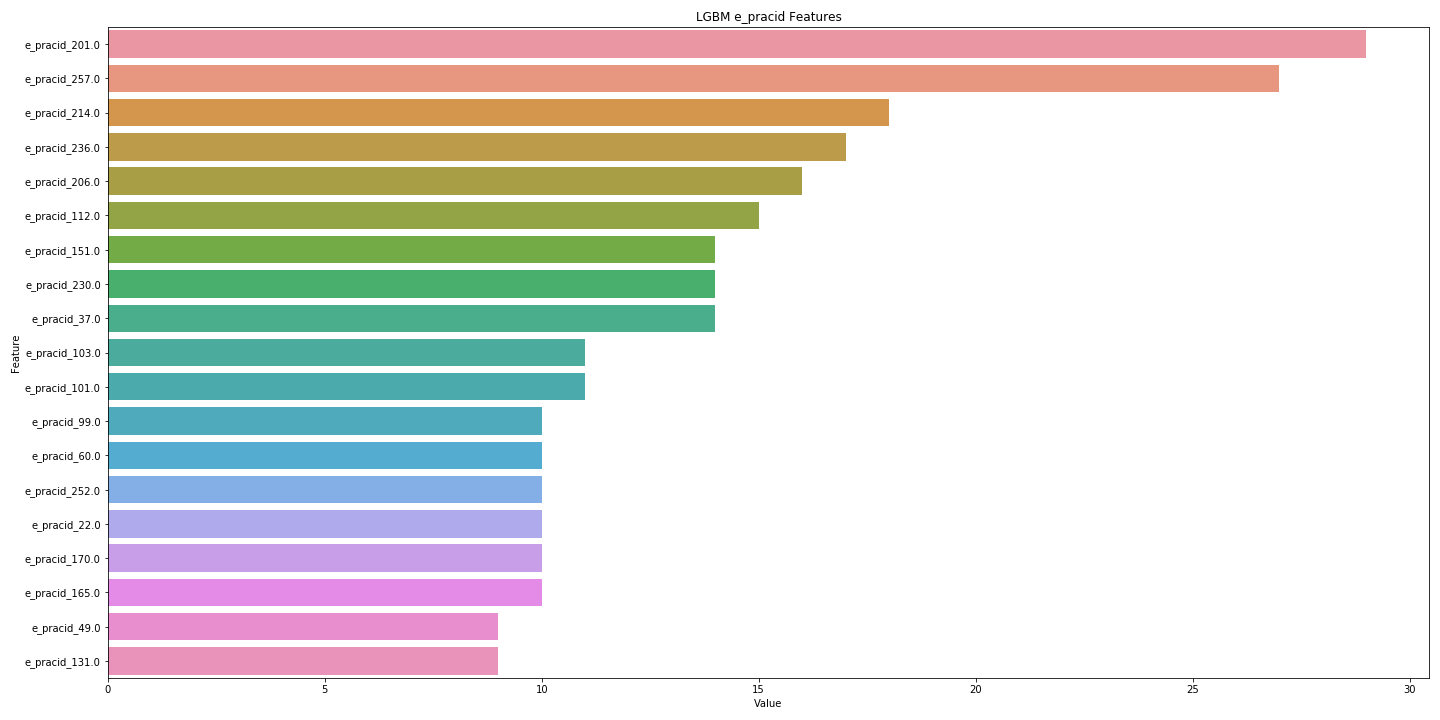 LGBM e_pracid Features
e_pracid_201.0
e_pracid_257.0
e_pracid_214.0
e_pracid_236.0
e_pracid_206.0
e_pracid_112.0
e_pracid_151.0
e_pracid_230.0
e_pracid_37.0
e_pracid_103.0
e_pracid_101.0
e_pracid_99.0
e_pracid_60.0
e_pracid_252.0
e_pracid_22.0
e_pracid_170.0
e_pracid_165.0
e_pracid_49.0
e_pracid_131.0
Feature
0 5 10 15 20 25 30
Value